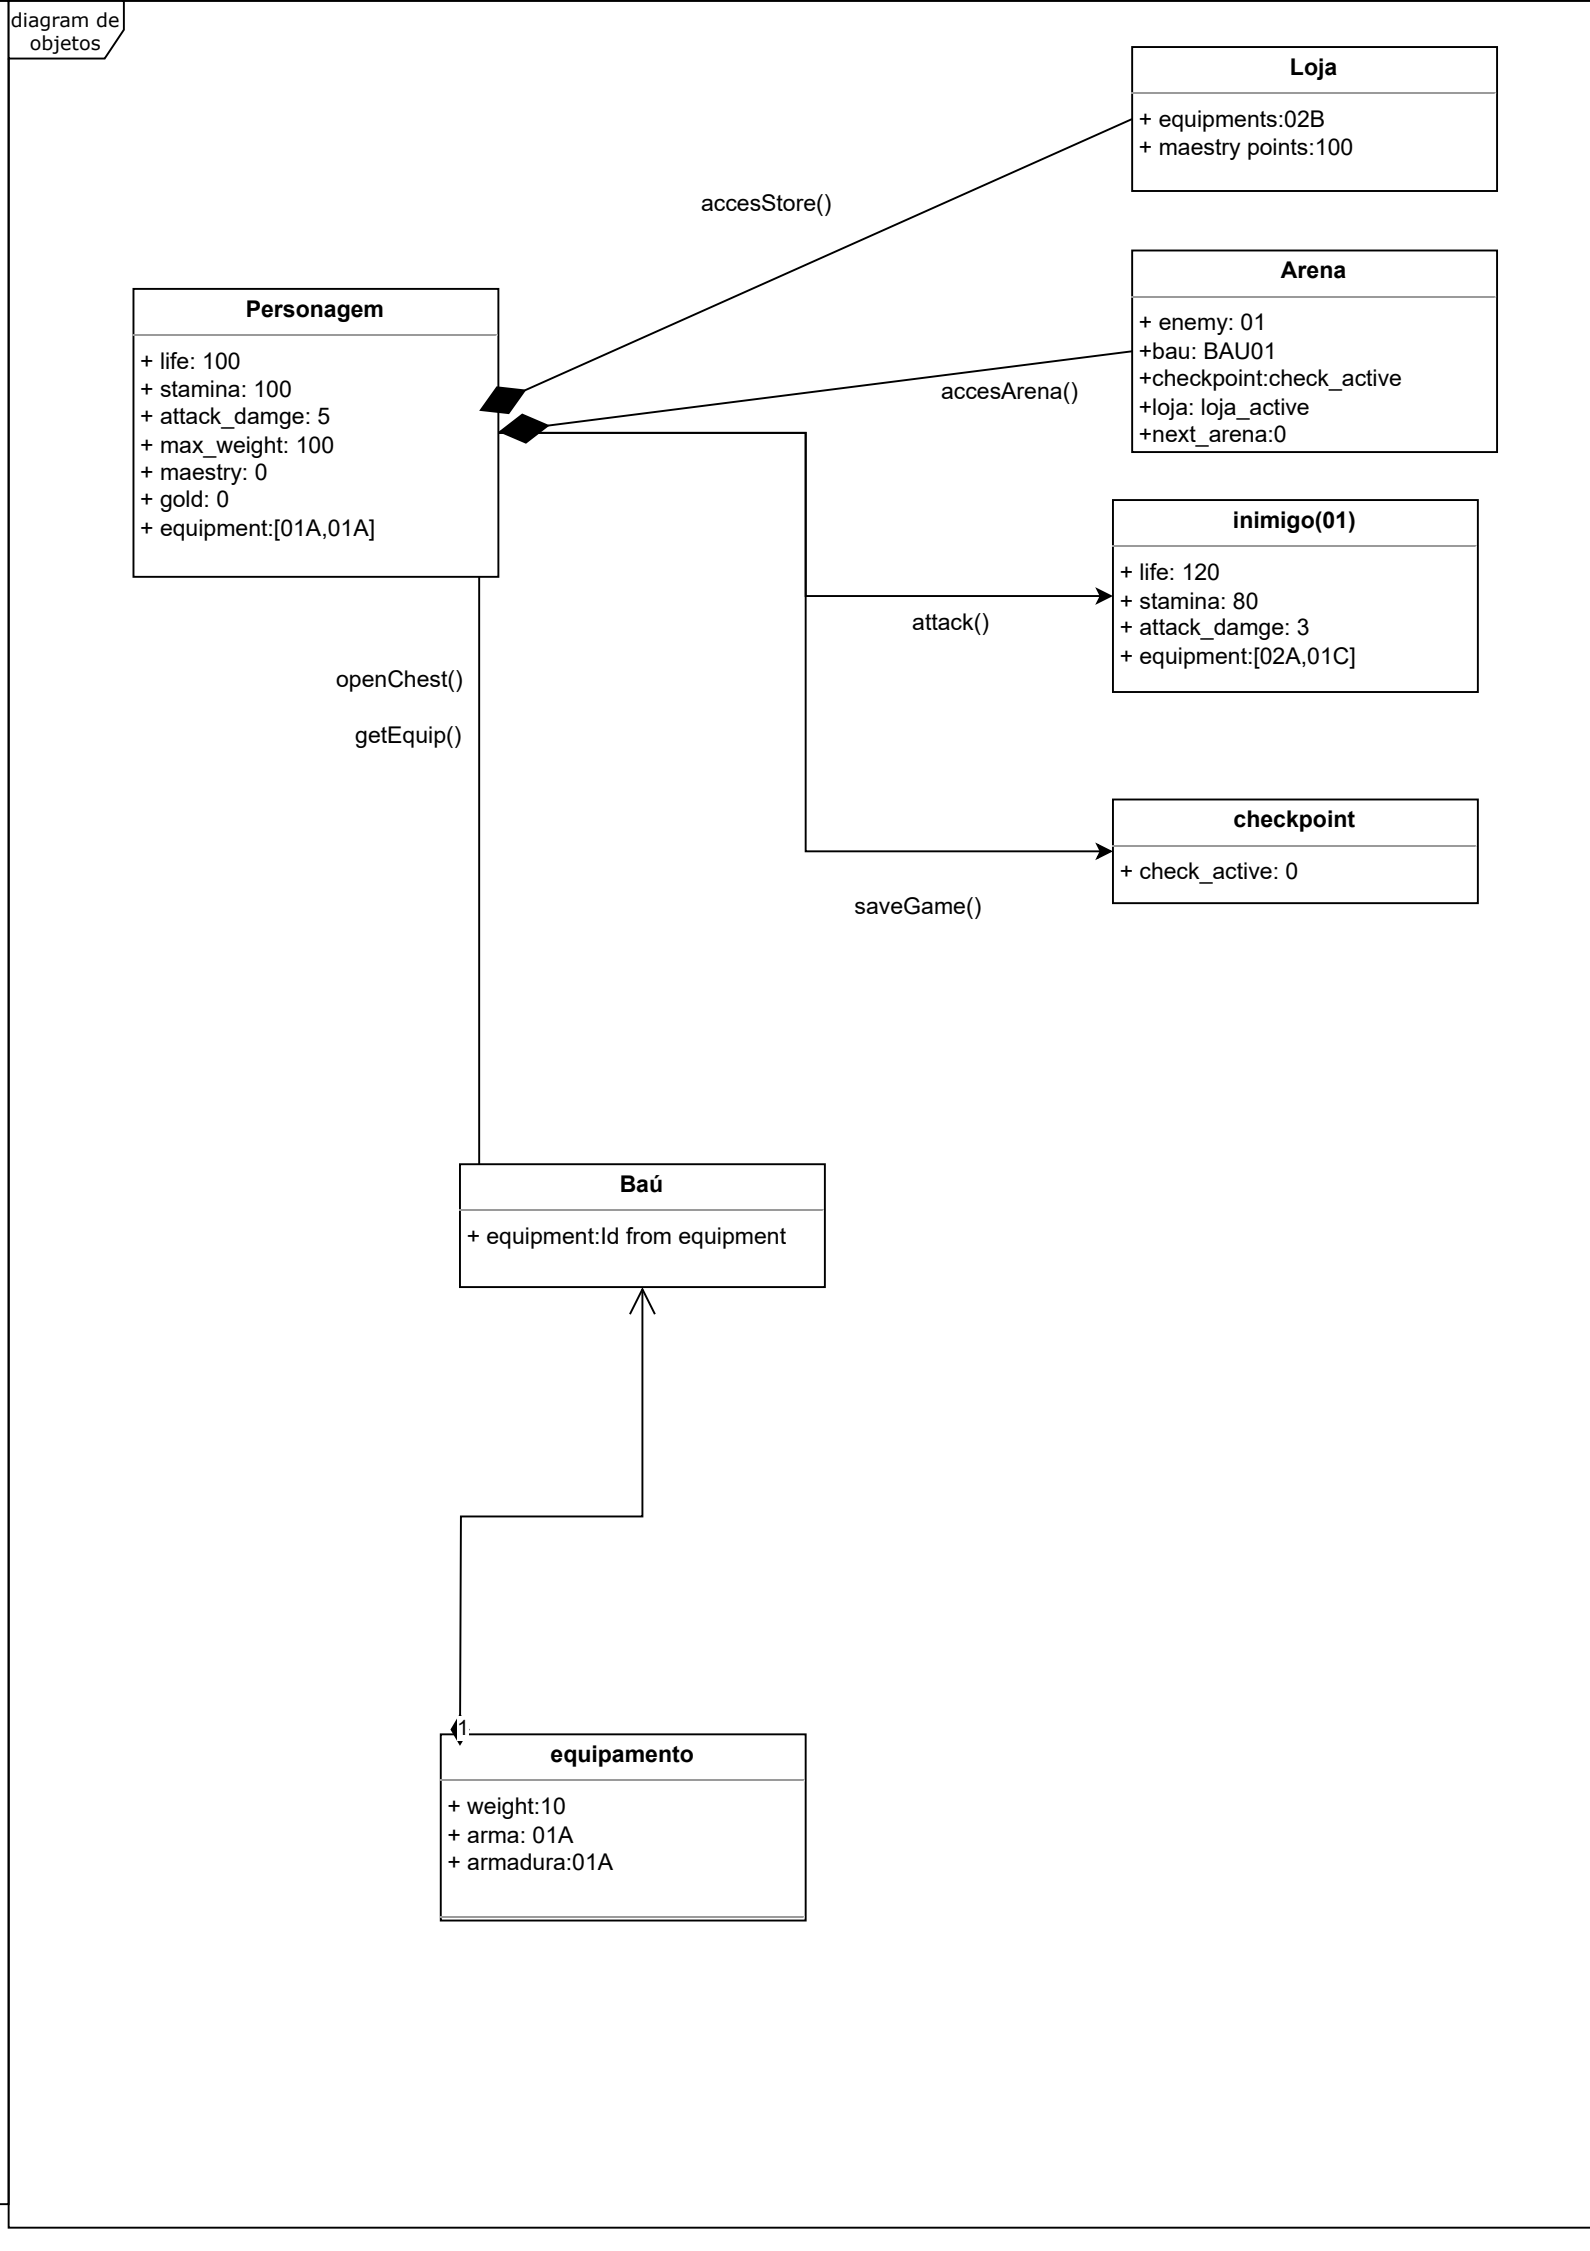 diagram de
objetos
Loja
+ equipments:02B
+ maestry points:100
accesStore()
Arena
+ enemy: 01
+bau: BAU01
+checkpoint:check_active
+loja: loja_active
+next_arena:0
accesArena()
Personagem
+ life: 100
+ stamina: 100
+ attack_damge: 5
+ max_weight: 100
+ maestry: 0
+ gold: 0
+ equipment:[01A,01A]
inimigo(01)
+ life: 120
+ stamina: 80
+ attack_damge: 3
+ equipment:[02A,01C]
attack()
openChest()
getEquip()
checkpoint
+ check_active: 0
saveGame()
Baú
+ equipment:Id from equipment
1
equipamento
+ weight:10
+ arma: 01A
+ armadura:01A